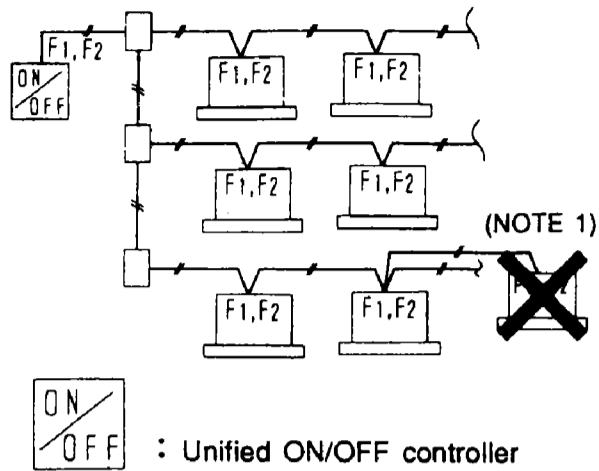 F1,F2
ON
OFF
F1,F2
F1,F2
F1,F2
F1,F2
(NOTE 1)
F1,F2
F1,F2
ON
OFF
: Unified ON/OFF controller